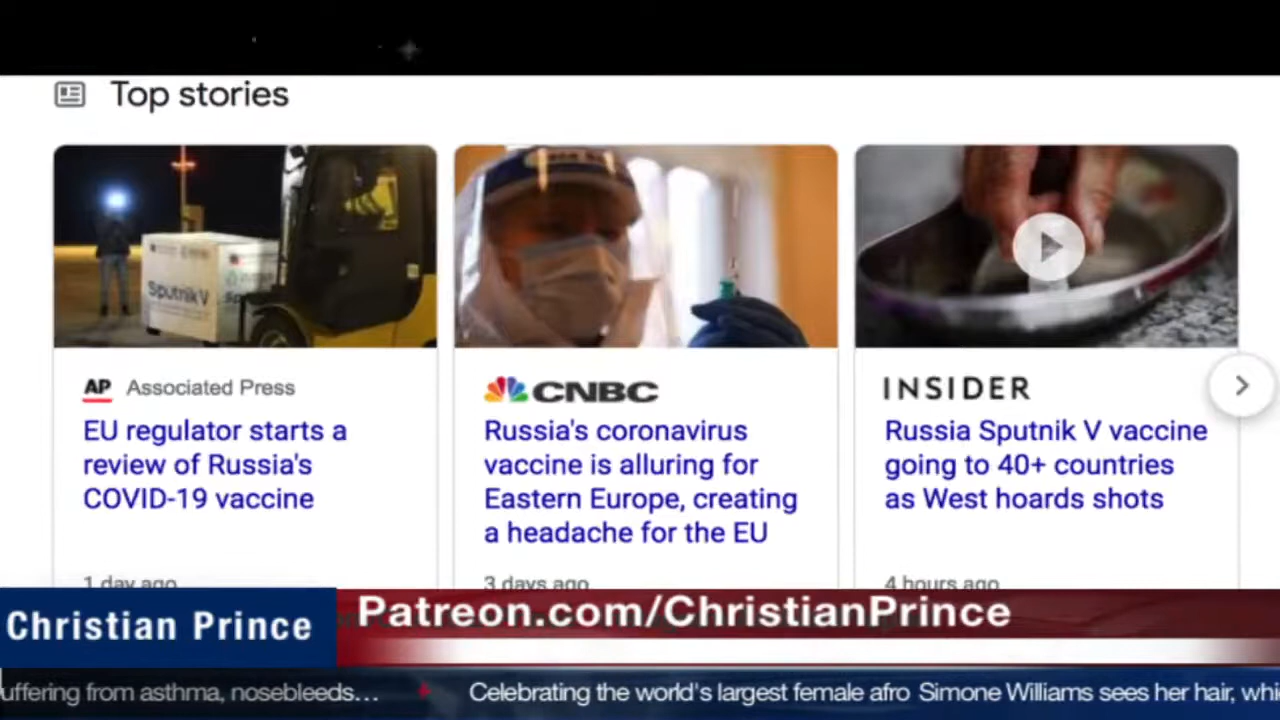 Top stories
SputnikV
AP Associated Press
EU regulator starts a
review of Russia's
COVID-19 vaccine
1 day ago
CNBC
Russia's coronavirus
vaccine is alluring for
Eastern Europe, creating
a headache for the EU
3 days ago
INSIDER
Russia Sputnik V vaccine
going to 40+ countries
as West hoards shots
4 hours ago
Christian Prince
Patreon.com/ChristianPrince
uffering from asthma, nosebleeds... Celebrating the world's largest female afro Simone Williams sees her hair, whi